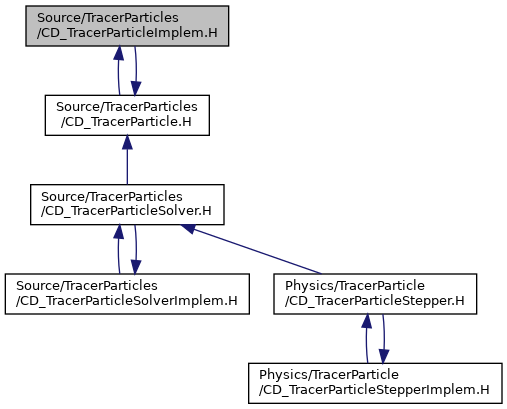 Source/TracerParticles
/CD_TracerParticleImplem.H
Source/TracerParticles
/CD_TracerParticle.H
Source/TracerParticles
/CD_TracerParticleSolver.H
Source/TracerParticles
/CD_TracerParticleSolverImplem.H
Physics/TracerParticle
/CD_TracerParticleStepper.H
Physics/TracerParticle
/CD_TracerParticleStepperImplem.H